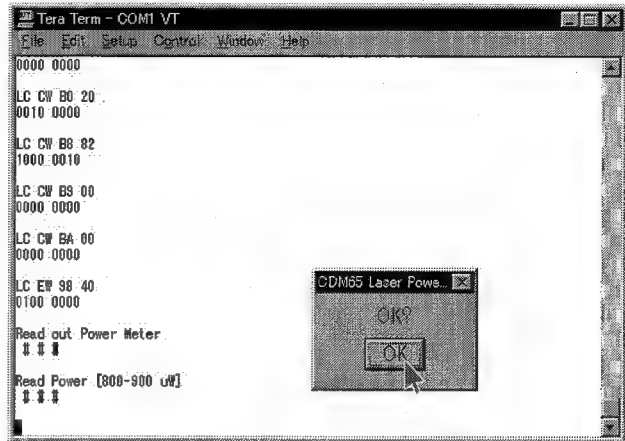 Tera Term - COM1 VT
File Edit Setup Control Window Help
0000 0000
LC CW B0 20
0010 0000
LC CW B8 82
1000 0010
LC CW B9 00
0000 0000
LC CW BA 00
0000 0000
LC EW 98 40
0100 0000
Read out Power Meter
# # #
Read Power [800-900 uW]
# # #
CDM65 Laser Powe...
OK?
OK